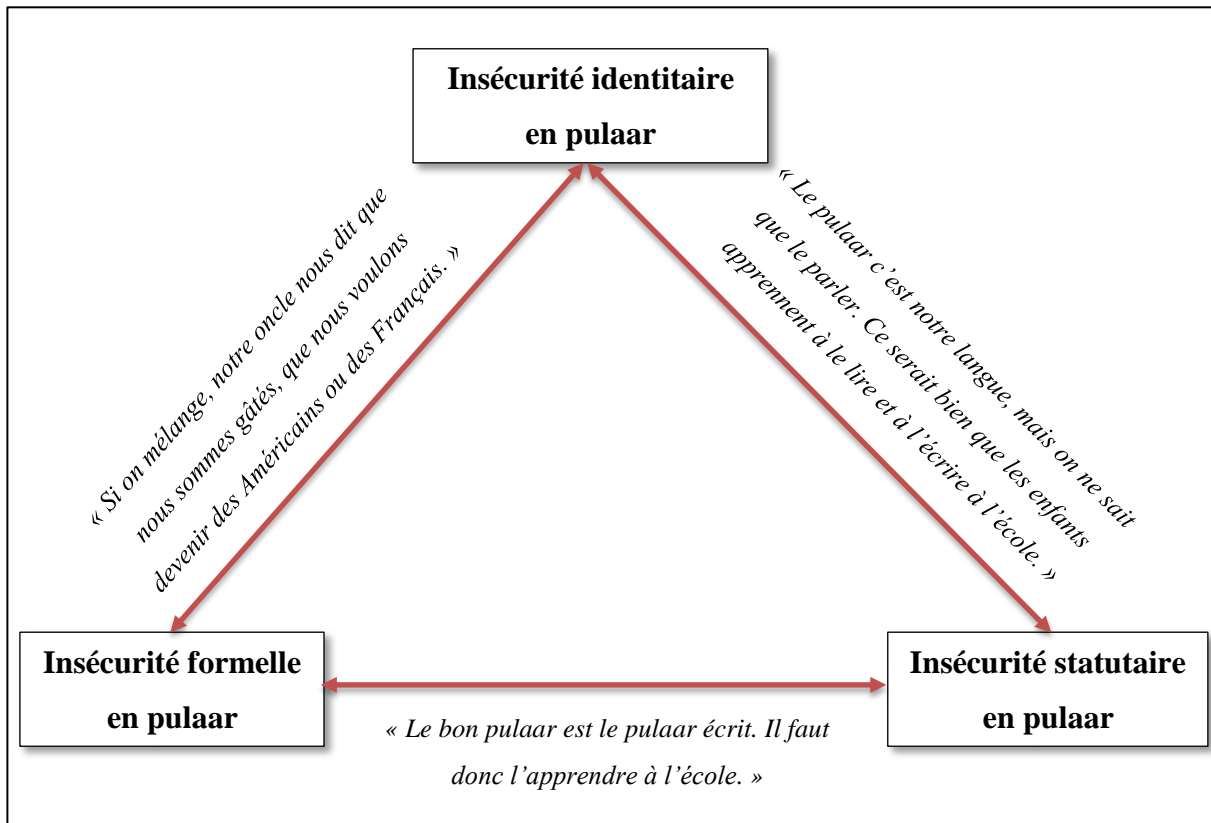 Insécurité identitaire
en pulaar
« Si on mélange, notre oncle nous dit que
nous sommes gâtés, que nous voulons
devenir des Américains ou des Français. »
« Le pulaar c’est notre langue, mais on ne sait
que le parler. Ce serait bien que les enfants
apprennent à le lire et à l’écrire à l’école. »
Insécurité formelle
en pulaar
Insécurité statutaire
en pulaar
« Le bon pulaar est le pulaar écrit. Il faut
donc l’apprendre à l’école. »